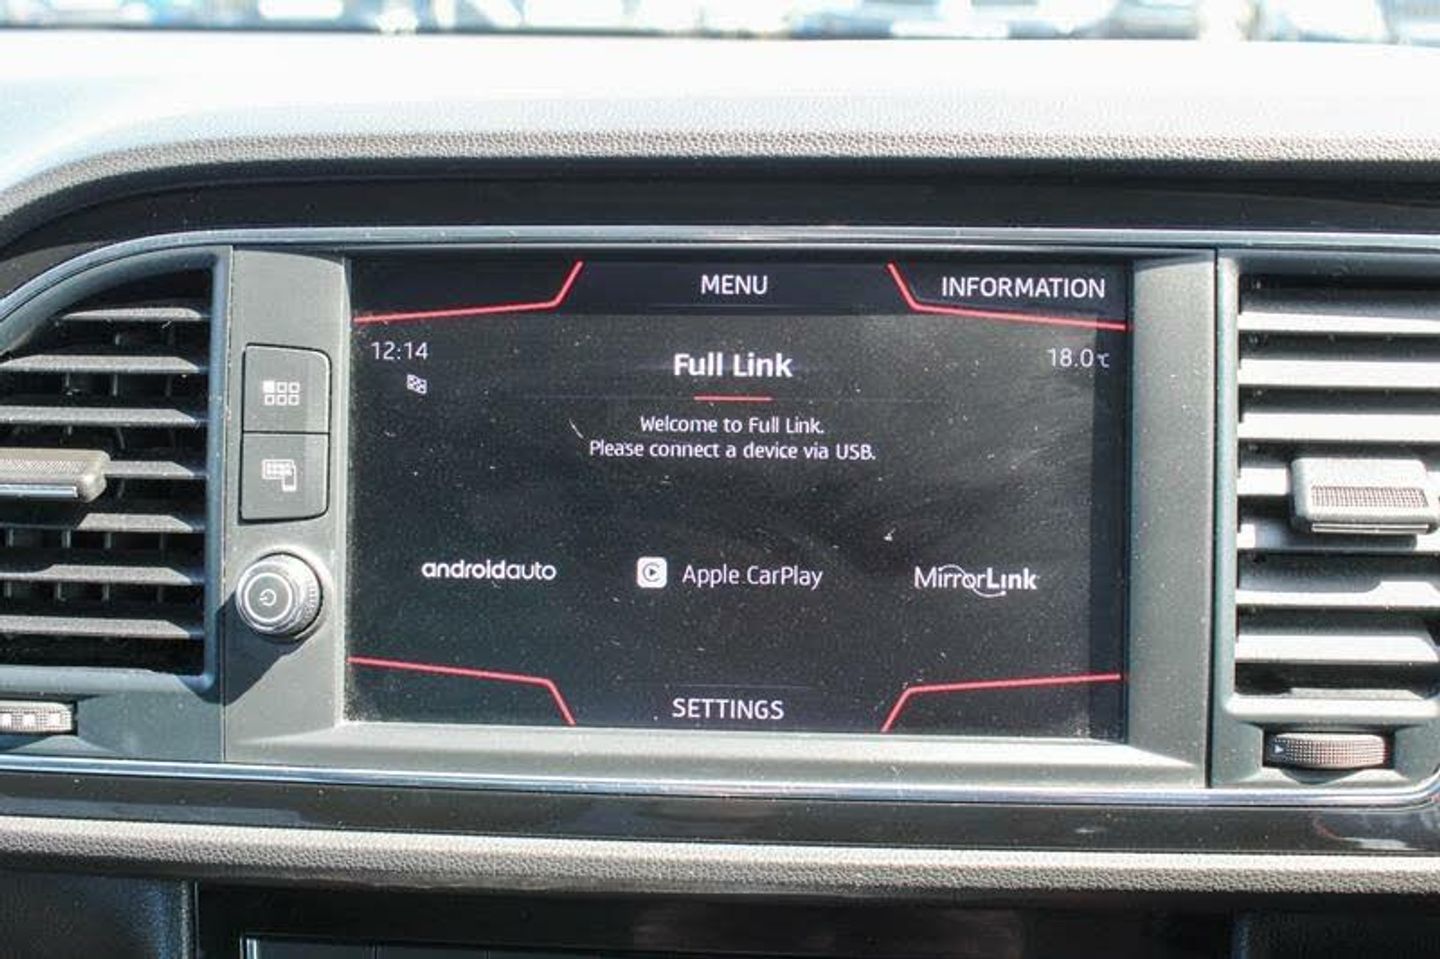 MENU
INFORMATION
12:14
18.0°C
Full Link
Welcome to Full Link.
Please connect a device via USB.
androidauto
Apple CarPlay
MirrorLink
SETTINGS